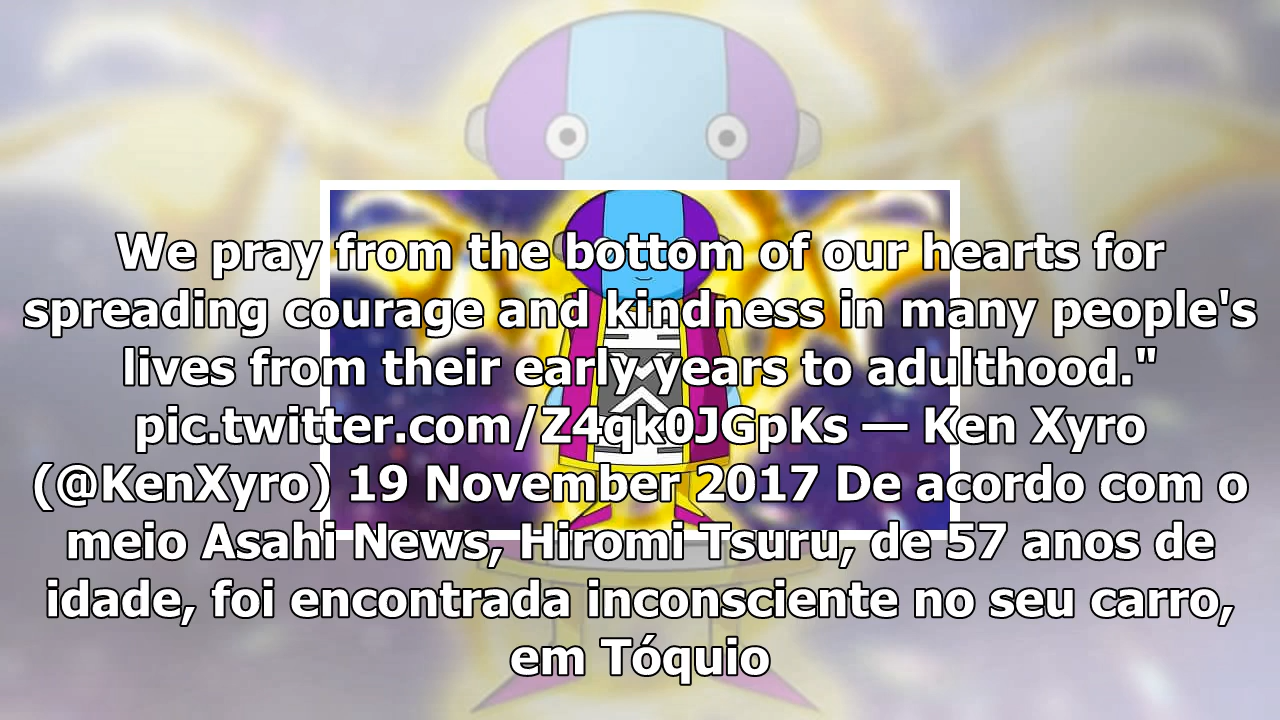 We pray from the bottom of our hearts for
spreading courage and kindness in many people's
lives from their early years to adulthood."
pic.twitter.com/Z4qk0JGpKs — Ken Xyro
(@KenXyro) 19 November 2017 De acordo com o
meio Asahi News, Hiromi Tsuru, de 57 anos de
idade, foi encontrada inconsciente no seu carro,
em Tóquio